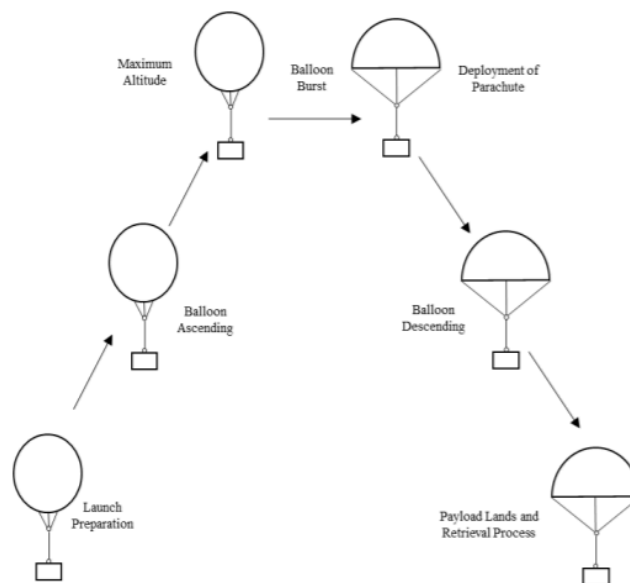 Maximum
Altitude
Balloon
Burst
Deployment of
Parachute
Balloon
Ascending
Balloon
Descending
Launch
Preparation
Payload Lands and
Retrieval Process